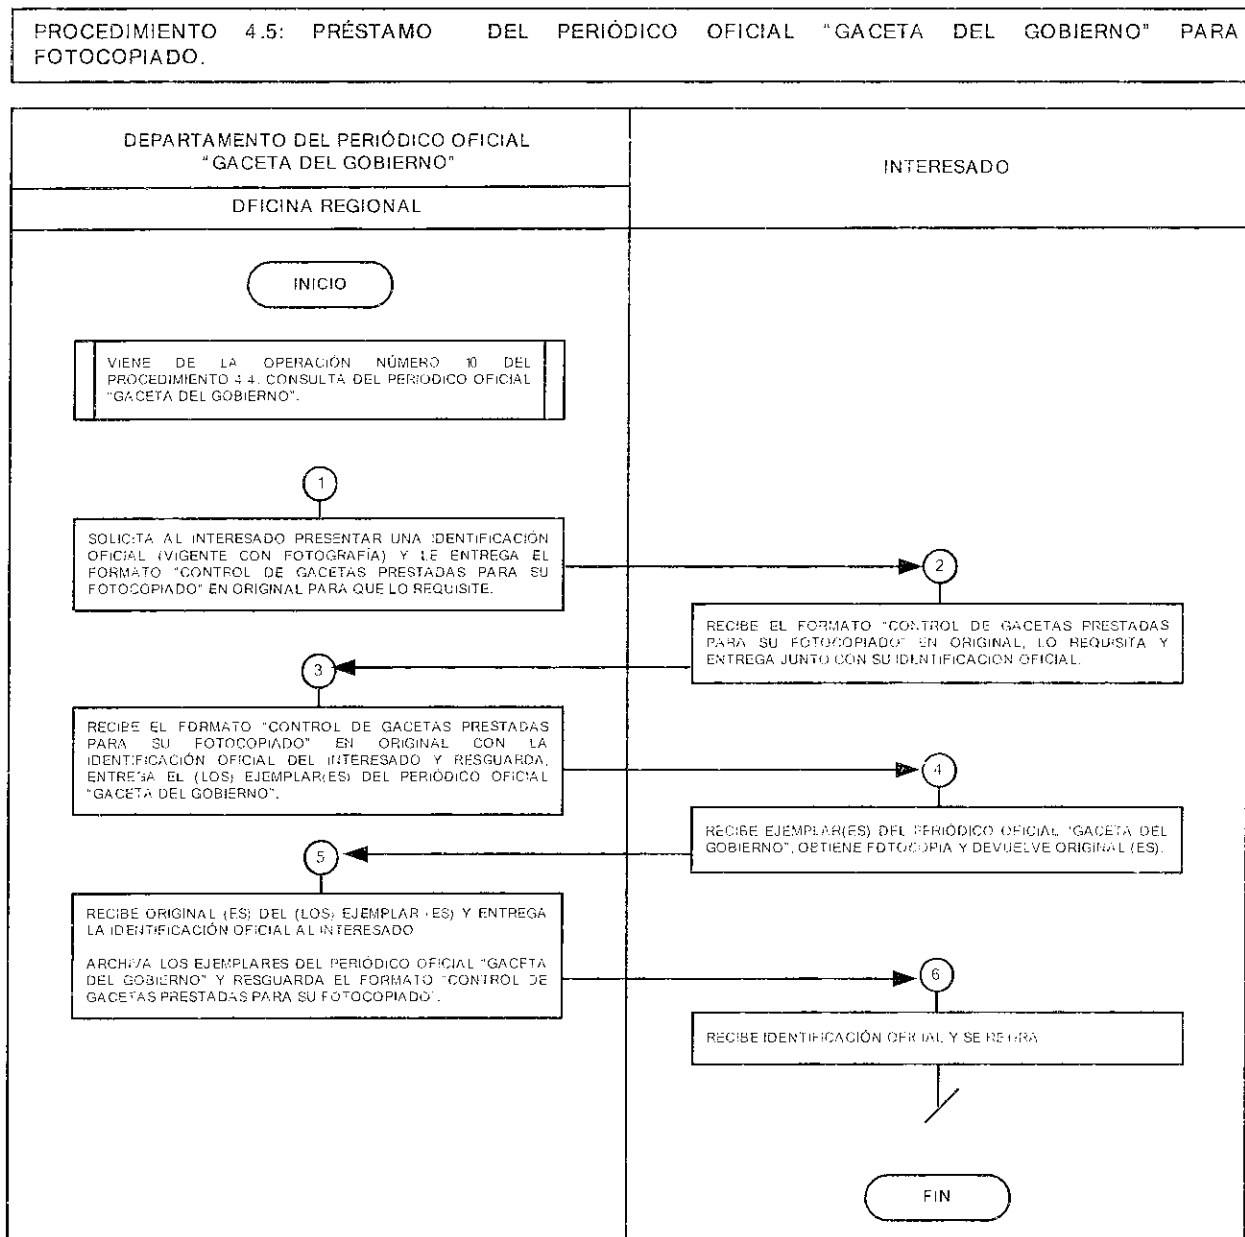 PROCEDIMIENTO 4.5: PRÉSTAMO DEL PERIÓDICO OFICIAL "GACETA DEL GOBIERNO" PARA
FOTOCOPIADO.
DEPARTAMENTO DEL PERIÓDICO OFICIAL
"GACETA DEL GOBIERNO"
INTERESADO
OFICINA REGIONAL
INICIO
VIENE DE LA OPERACIÓN NÚMERO 10 DEL
PROCEDIMIENTO 4.4. CONSULTA DEL PERIODICO OFICIAL
"GACETA DEL GOBIERNO".
1
SOLICITA AL INTERESADO PRESENTAR UNA IDENTIFICACIÓN
OFICIAL (VIGENTE CON FOTOGRAFÍA) Y LE ENTREGA EL
FORMATO "CONTROL DE GACETAS PRESTADAS PARA SU
FOTOCOPIADO" EN ORIGINAL PARA QUE LO REQUISITE.
2
RECIBE EL FORMATO "CONTROL DE GACETAS PRESTADAS
PARA SU FOTOCOPIADO" EN ORIGINAL, LO REQUISITA Y
ENTREGA JUNTO CON SU IDENTIFICACION OFICIAL.
3
RECIBE EL FORMATO "CONTROL DE GACETAS PRESTADAS
PARA SU FOTOCOPIADO" EN ORIGINAL CON LA
IDENTIFICACIÓN OFICIAL DEL INTERESADO Y RESGUARDA,
ENTREGA EL (LOS) EJEMPLAR(ES) DEL PERIÓDICO OFICIAL
"GACETA DEL GOBIERNO".
4
RECIBE EJEMPLAR(ES) DEL PERIÓDICO OFICIAL "GACETA DEL
GOBIERNO", OBTIENE FOTOCOPIA Y DEVUELVE ORIGINAL (ES).
5
RECIBE ORIGINAL (ES) DEL (LOS) EJEMPLAR (ES) Y ENTREGA
LA IDENTIFICACIÓN OFICIAL AL INTERESADO
ARCHIVA LOS EJEMPLARES DEL PERIÓDICO OFICIAL "GACETA
DEL GOBIERNO" Y RESGUARDA EL FORMATO "CONTROL DE
GACETAS PRESTADAS PARA SU FOTOCOPIADO".
6
RECIBE IDENTIFICACIÓN OFICIAL Y SE RETIRA
FIN